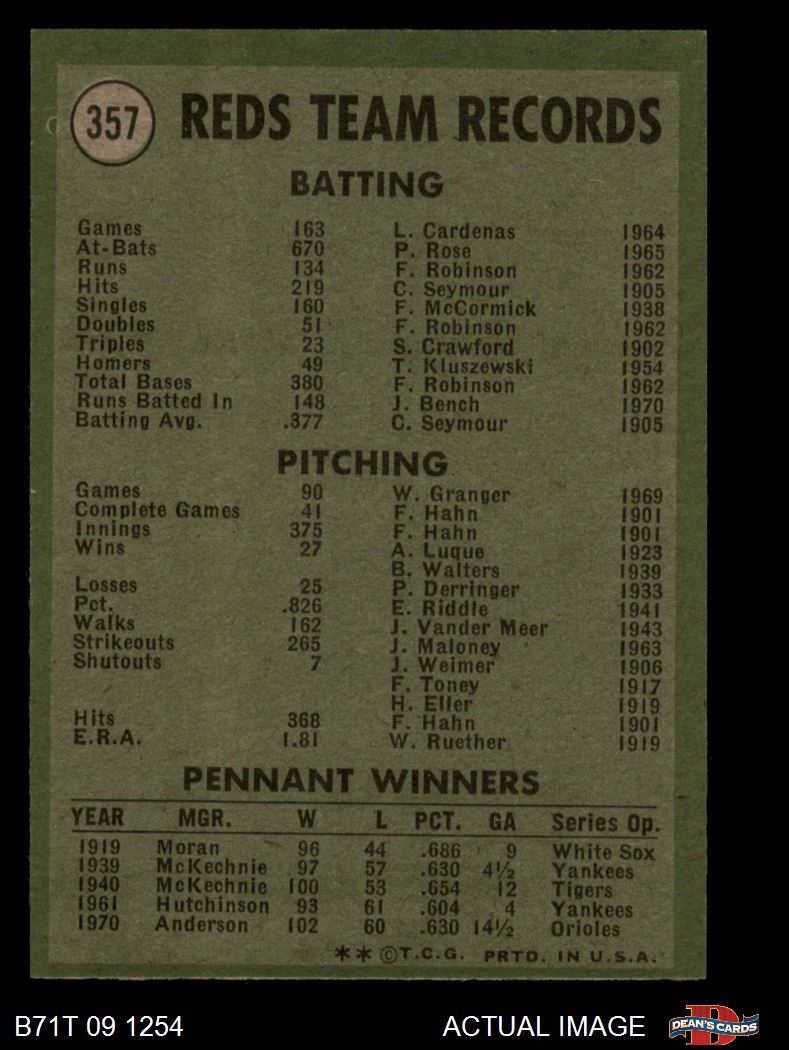 357 REDS TEAM RECORDS
BATTING
Games 163 L. Cardenas 1964
At-Bats 670 P. Rose 1965
Runs 134 F. Robinson 1962
Hits 219 C. Seymour 1905
Singles 160 F. McCormick 1938
Doubles 51 F. Robinson 1962
Triples 23 S. Crawford 1902
Homers 49 T. Kluszewski 1954
Total Bases 380 F. Robinson 1962
Runs Batted In 148 J. Bench 1970
Batting Avg. .377 C. Seymour 1905
PITCHING
Games 90 W. Granger 1969
Complete Games 41 F. Hahn 1901
Innings 375 F. Hahn 1901
Wins 27 A. Luque 1923
B. Walters 1939
Losses 25 P. Derringer 1933
Pct. .826 E. Riddle 1941
Walks 162 J. Vander Meer 1943
Strikeouts 265 J. Maloney 1963
Shutouts 7 J. Weimer 1906
F. Toney 1917
H. Eller 1919
Hits 368 F. Hahn 1901
E.R.A. 1.81 W. Ruether 1919
PENNANT WINNERS
YEAR MGR. W L PCT. GA Series Op.
1919 Moran 96 44 .686 9 White Sox
1939 McKechnie 97 57 .630 4½ Yankees
1940 McKechnie 100 53 .654 12 Tigers
1961 Hutchinson 93 61 .604 4 Yankees
1970 Anderson 102 60 .630 14½ Orioles
** ©T.C.G. PRTD. IN U.S.A.
B71T 09 1254 ACTUAL IMAGE D DEAN'S CARDS